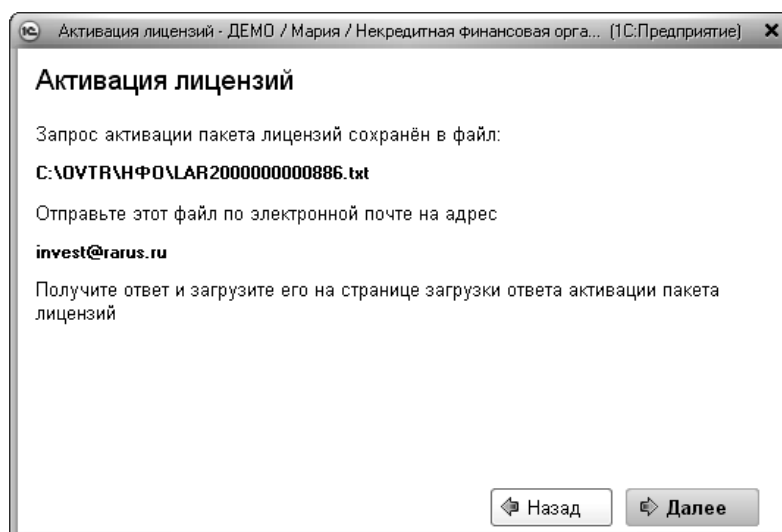 1С Активация лицензий - ДЕМО / Мария / Некредитная финансовая орга... (1С:Предприятие)
Активация лицензий
Запрос активации пакета лицензий сохранён в файл:
C:\OVTR\НФО\LAR2000000000886.txt
Отправьте этот файл по электронной почте на адрес
invest@rarus.ru
Получите ответ и загрузите его на странице загрузки ответа активации пакета
лицензий
Назад
Далее